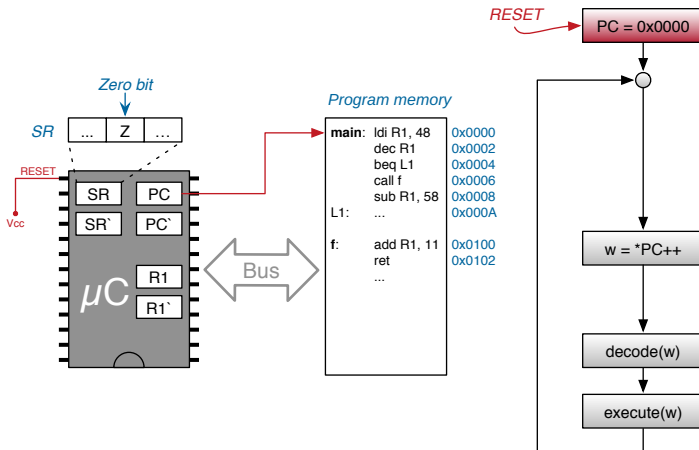 RESET
PC = 0x0000
Zero bit
SR
... Z ...
Program memory
main: ldi R1, 48 0x0000
dec R1 0x0002
beq L1 0x0004
call f 0x0006
sub R1, 58 0x0008
L1: ... 0x000A
f: add R1, 11 0x0100
ret 0x0102
...
RESET
Vcc
SR PC
SR` PC`
R1
R1`
µC
Bus
w = *PC++
decode(w)
execute(w)